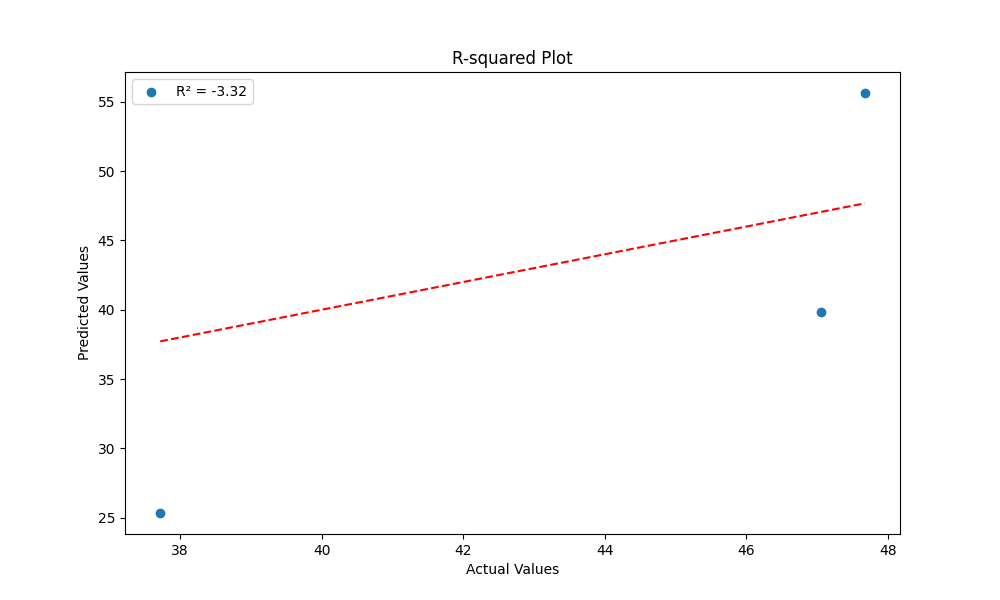 R-squared Plot
R² = -3.32
55
50
45
40
35
30
25
Predicted Values
38 40 42 44 46 48
Actual Values